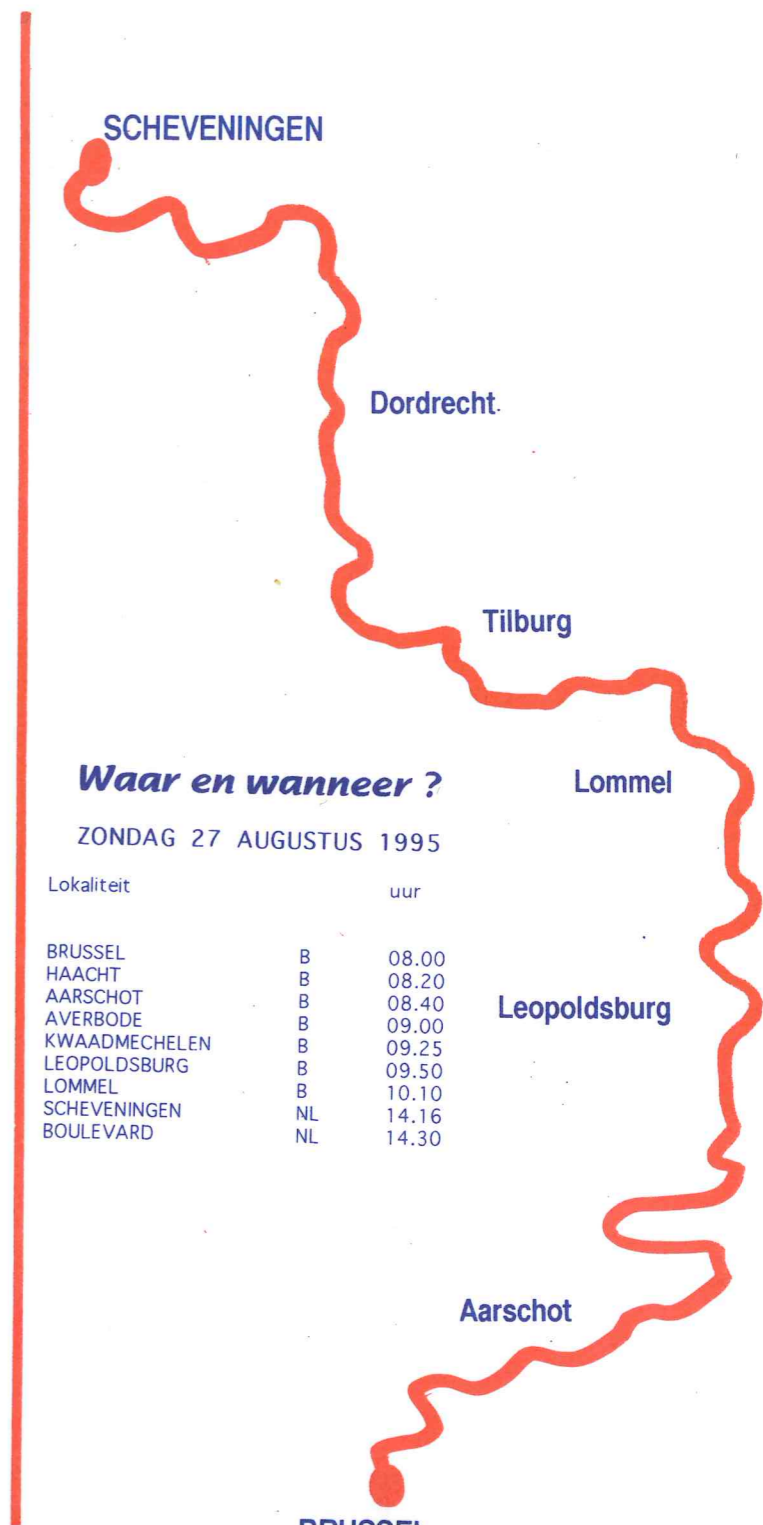 SCHEVENINGEN
Dordrecht
Tilburg
Waar en wanneer ?
Lommel
ZONDAG 27 AUGUSTUS 1995
Lokaliteit uur
BRUSSEL B 08.00
HAACHT B 08.20
AARSCHOT B 08.40
AVERBODE B 09.00
KWAADMECHELEN B 09.25
LEOPOLDSBURG B 09.50
LOMMEL B 10.10
SCHEVENINGEN NL 14.16
BOULEVARD NL 14.30
Leopoldsburg
Aarschot
BRUSSEL